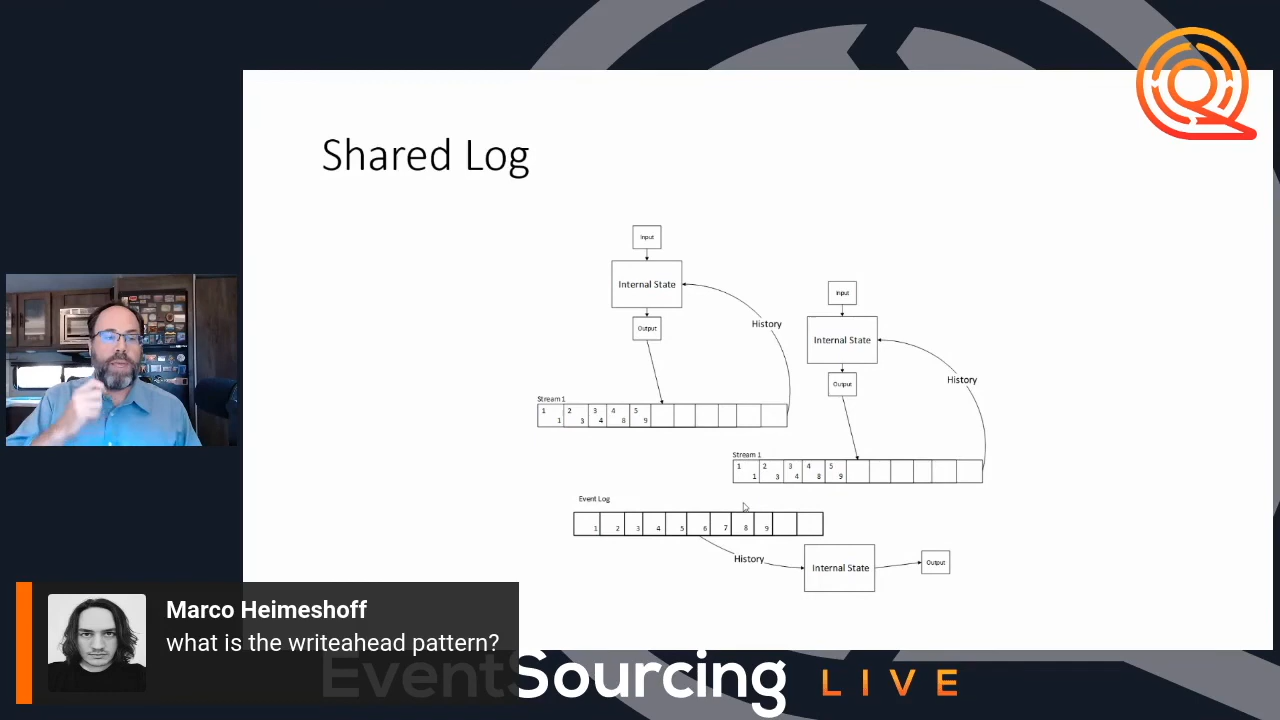 Shared Log
Input
Internal State
Output
History
Stream 1
1 2 3 4 5
1 3 4 8 9
Input
Internal State
Output
History
Stream 1
1 2 3 4 5
1 3 4 8 9
Event Log
1 2 3 4 5 6 7 8 9
History
Internal State
Output
Marco Heimeshoff
what is the writeahead pattern?
EventSourcing LIVE